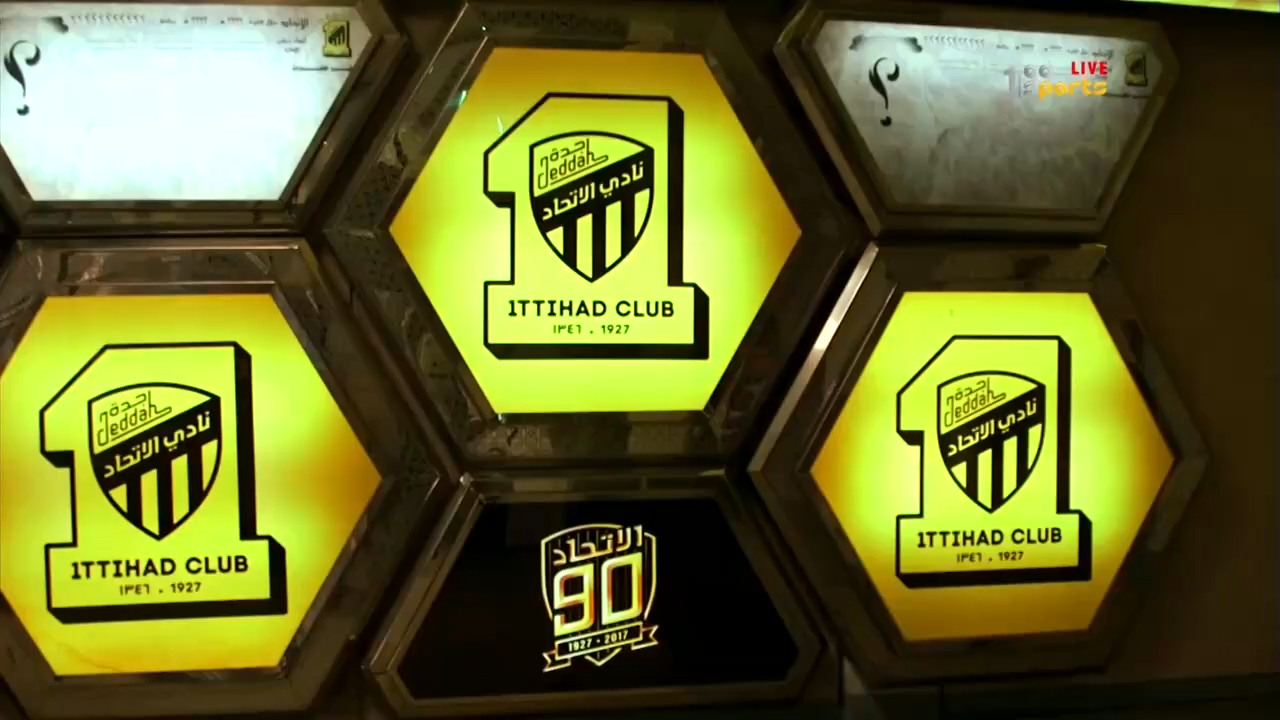 LIVE
sports
جدة
Jeddah
نادي الاتحاد
1TTIHAD CLUB
١٣٤٦ . 1927
جدة
Jeddah
نادي الاتحاد
1TTIHAD CLUB
١٣٤٦ . 1927
جدة
Jeddah
نادي الاتحاد
1TTIHAD CLUB
١٣٤٦ . 1927
الاتحاد
90
1927 - 2017